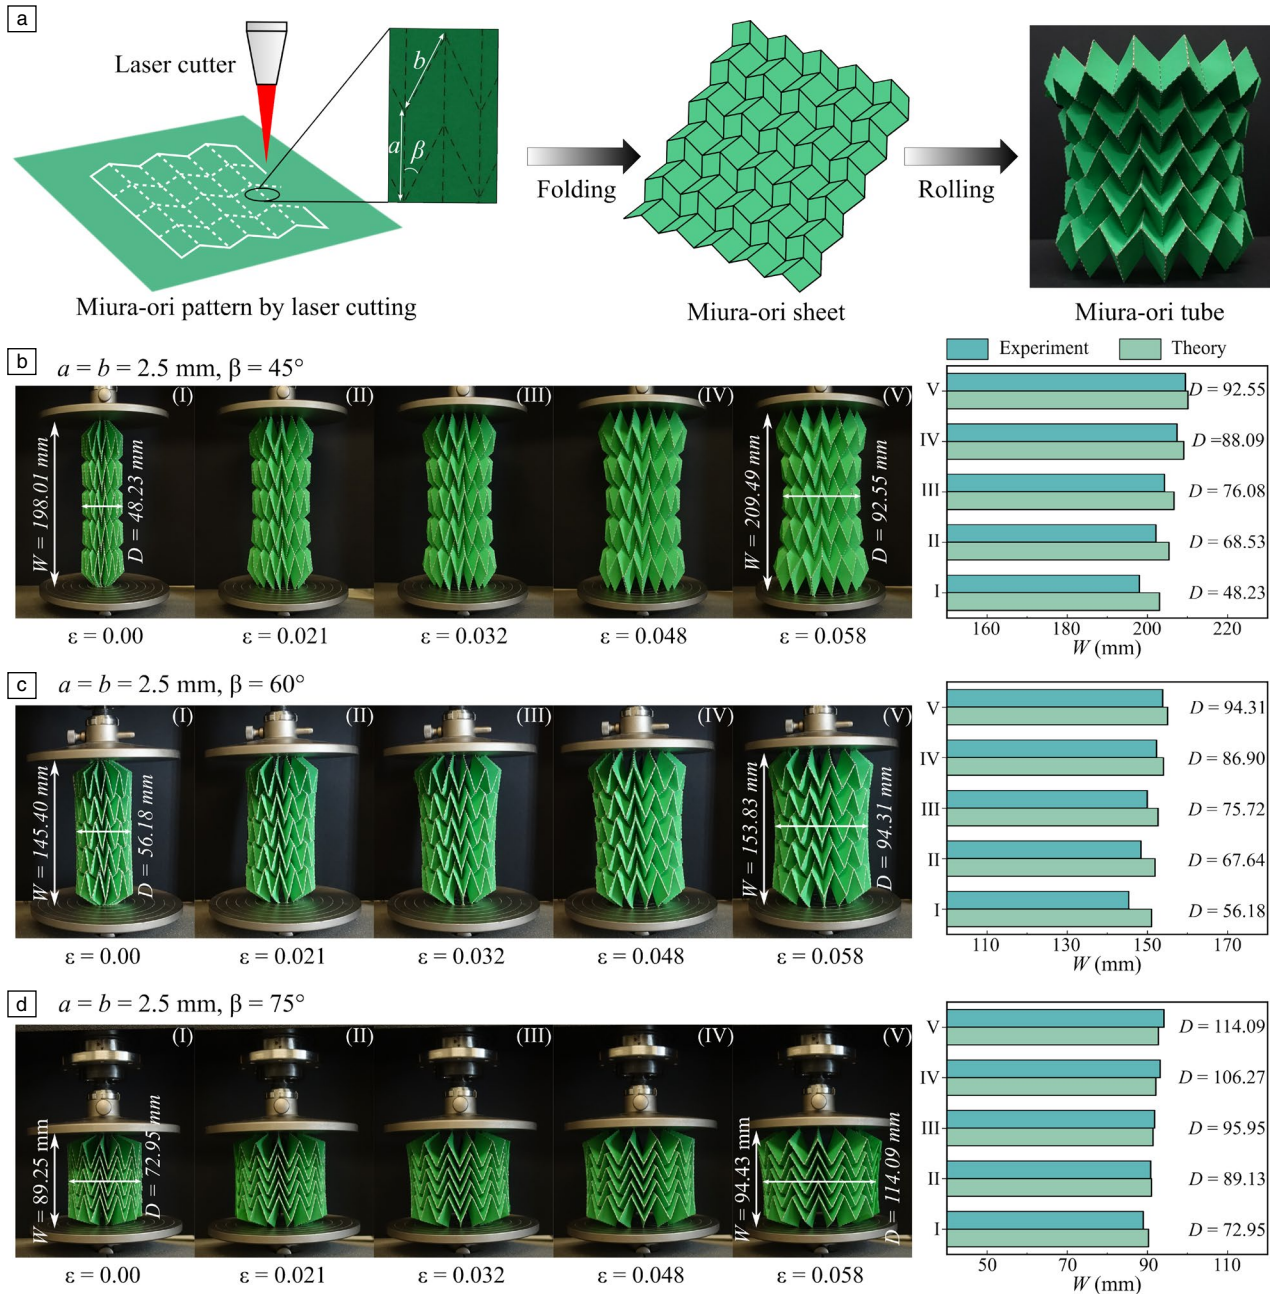 a
Laser cutter
b
a
β
Folding
Rolling
Miura-ori pattern by laser cutting
Miura-ori sheet
Miura-ori tube
b
a = b = 2.5 mm, β = 45°
(I)
(II)
(III)
(IV)
(V)
W = 198.01 mm
D = 48.23 mm
W = 209.49 mm
D = 92.55 mm
ε = 0.00
ε = 0.021
ε = 0.032
ε = 0.048
ε = 0.058
Experiment
Theory
V
D = 92.55
IV
D =88.09
III
D = 76.08
II
D = 68.53
I
D = 48.23
160
180
200
220
W (mm)
c
a = b = 2.5 mm, β = 60°
(I)
(II)
(III)
(IV)
(V)
W = 145.40 mm
D = 56.18 mm
W = 153.83 mm
D = 94.31 mm
ε = 0.00
ε = 0.021
ε = 0.032
ε = 0.048
ε = 0.058
V
D = 94.31
IV
D = 86.90
III
D = 75.72
II
D = 67.64
I
D = 56.18
110
130
150
170
W (mm)
d
a = b = 2.5 mm, β = 75°
(I)
(II)
(III)
(IV)
(V)
W = 89.25 mm
D = 72.95 mm
W = 94.43 mm
D = 114.09 mm
ε = 0.00
ε = 0.021
ε = 0.032
ε = 0.048
ε = 0.058
V
D = 114.09
IV
D = 106.27
III
D = 95.95
II
D = 89.13
I
D = 72.95
50
70
90
110
W (mm)